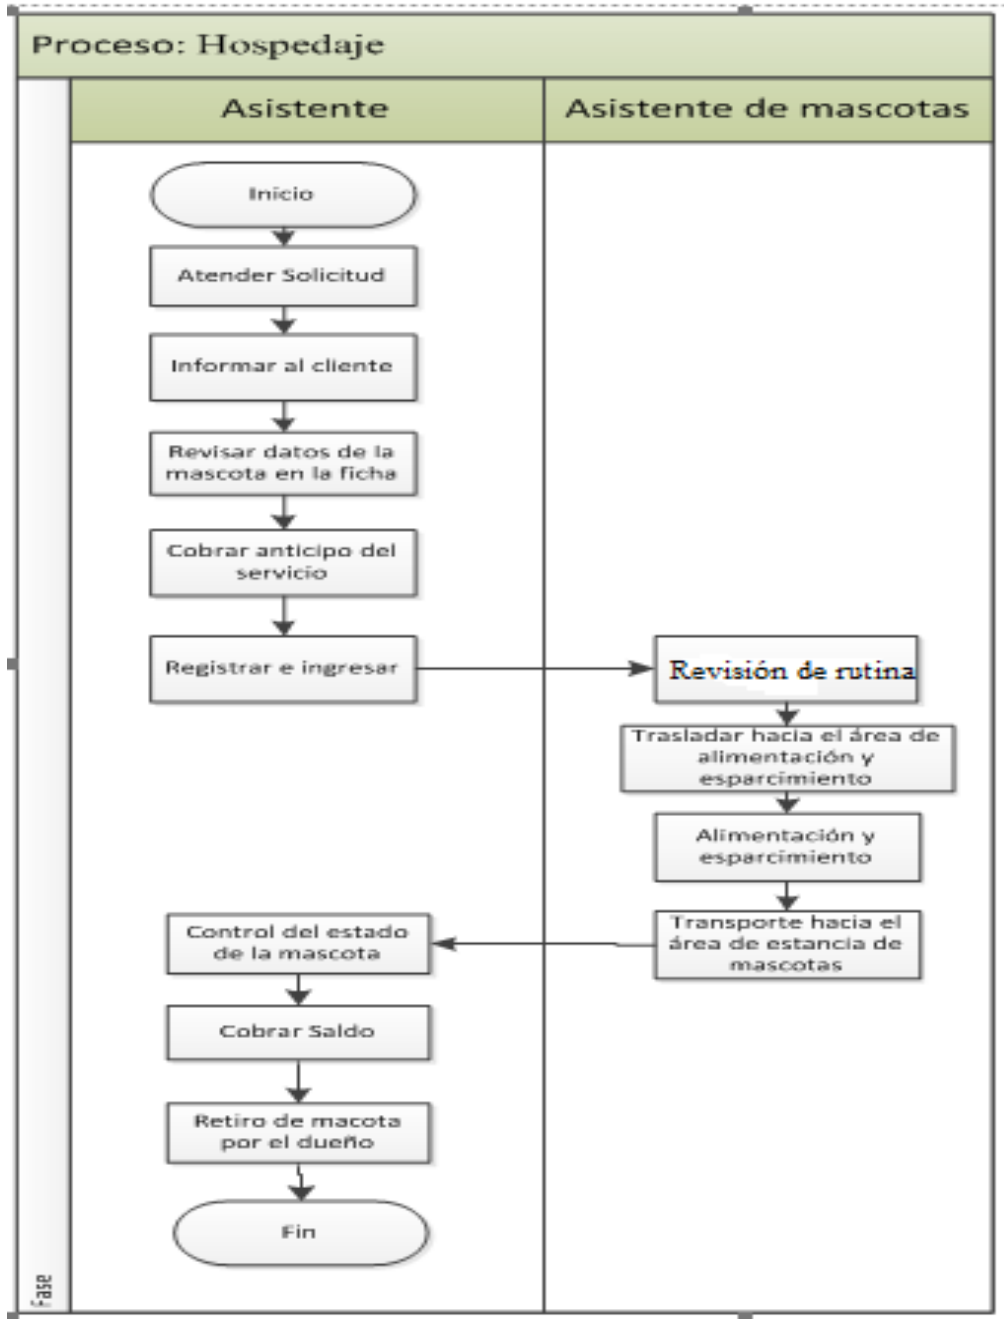 Proceso: Hospedaje
Asistente
Asistente de mascotas
Inicio
Atender Solicitud
Informar al cliente
Revisar datos de la
mascota en la ficha
Cobrar anticipo del
servicio
Registrar e ingresar
Revisión de rutina
Trasladar hacia el área de
alimentación y
esparcimiento
Alimentación y
esparcimiento
Transporte hacia el
área de estancia de
mascotas
Control del estado
de la mascota
Cobrar Saldo
Retiro de macota
por el dueño
Fin
Fase